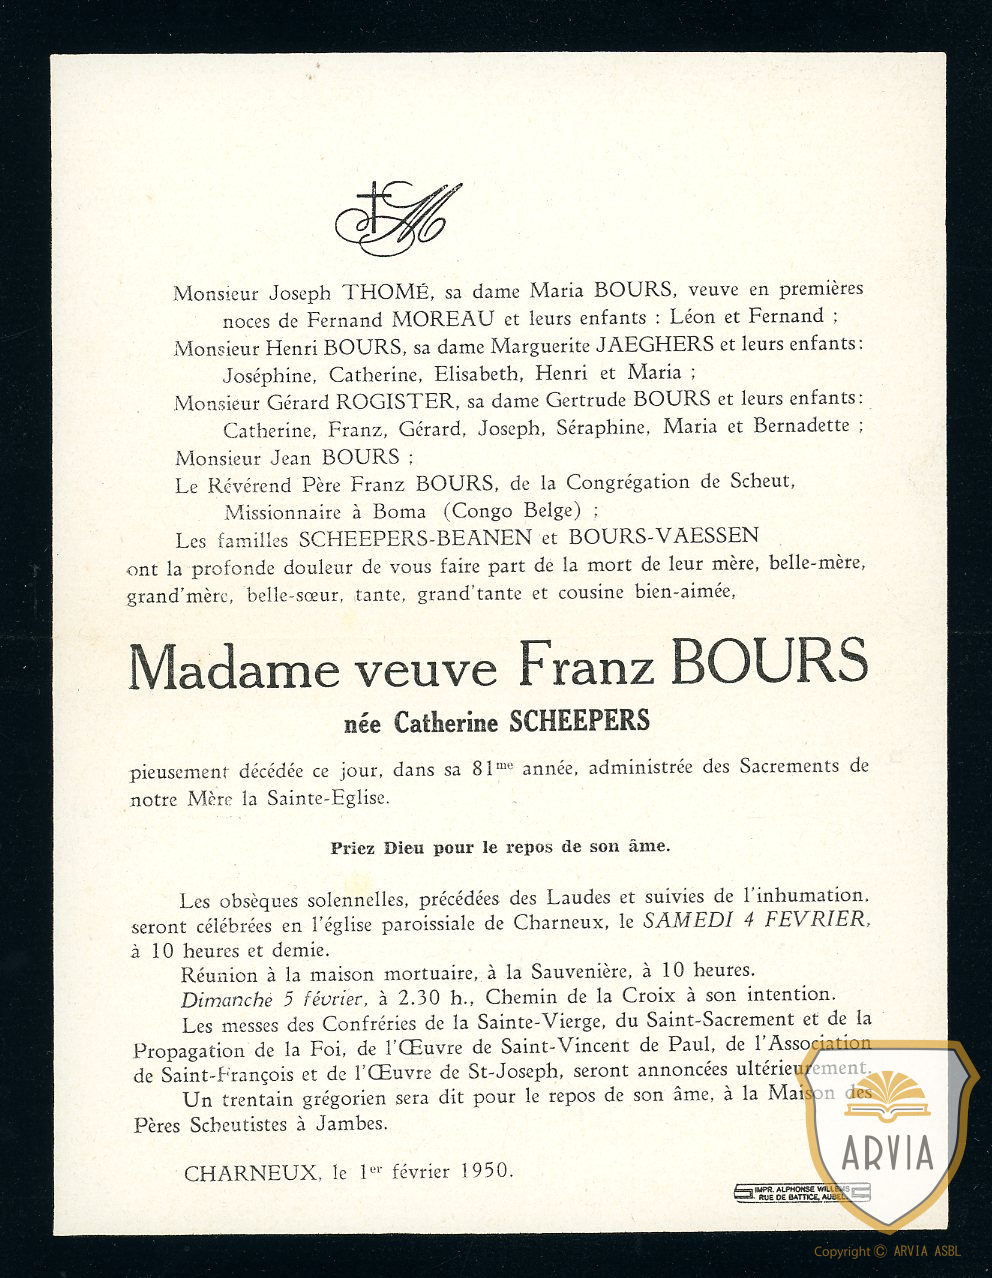 M
Monsieur Joseph THOMÉ, sa dame Maria BOURS, veuve en premières
noces de Fernand MOREAU et leurs enfants : Léon et Fernand ;
Monsieur Henri BOURS, sa dame Marguerite JAEGHERS et leurs enfants :
Joséphine, Catherine, Elisabeth, Henri et Maria ;
Monsieur Gérard ROGISTER, sa dame Gertrude BOURS et leurs enfants :
Catherine, Franz, Gérard, Joseph, Séraphine, Maria et Bernadette ;
Monsieur Jean BOURS ;
Le Révérend Père Franz BOURS, de la Congrégation de Scheut,
Missionnaire à Boma (Congo Belge) ;
Les familles SCHEEPERS-BEANEN et BOURS-VAESSEN
ont la profonde douleur de vous faire part de la mort de leur mère, belle-mère,
grand'mère, belle-sœur, tante, grand'tante et cousine bien-aimée,
Madame veuve Franz BOURS
née Catherine SCHEEPERS
pieusement décédée ce jour, dans sa 81me année, administrée des Sacrements de
notre Mère la Sainte-Eglise.
Priez Dieu pour le repos de son âme.
Les obsèques solennelles, précédées des Laudes et suivies de l'inhumation,
seront célébrées en l'église paroissiale de Charneux, le SAMEDI 4 FEVRIER,
à 10 heures et demie.
Réunion à la maison mortuaire, à la Sauvenière, à 10 heures.
Dimanche 5 février, à 2.30 h., Chemin de la Croix à son intention.
Les messes des Confréries de la Sainte-Vierge, du Saint-Sacrement et de la
Propagation de la Foi, de l'Œuvre de Saint-Vincent de Paul, de l'Association
de Saint-François et de l'Œuvre de St-Joseph, seront annoncées ultérieurement.
Un trentain grégorien sera dit pour le repos de son âme, à la Maison des
Pères Scheutistes à Jambes.
CHARNEUX, le 1er février 1950.
IMPR. ALPHONSE WILLEMS
RUE DE BATTICE, AUBEL
ARVIA
Copyright © ARVIA ASBL